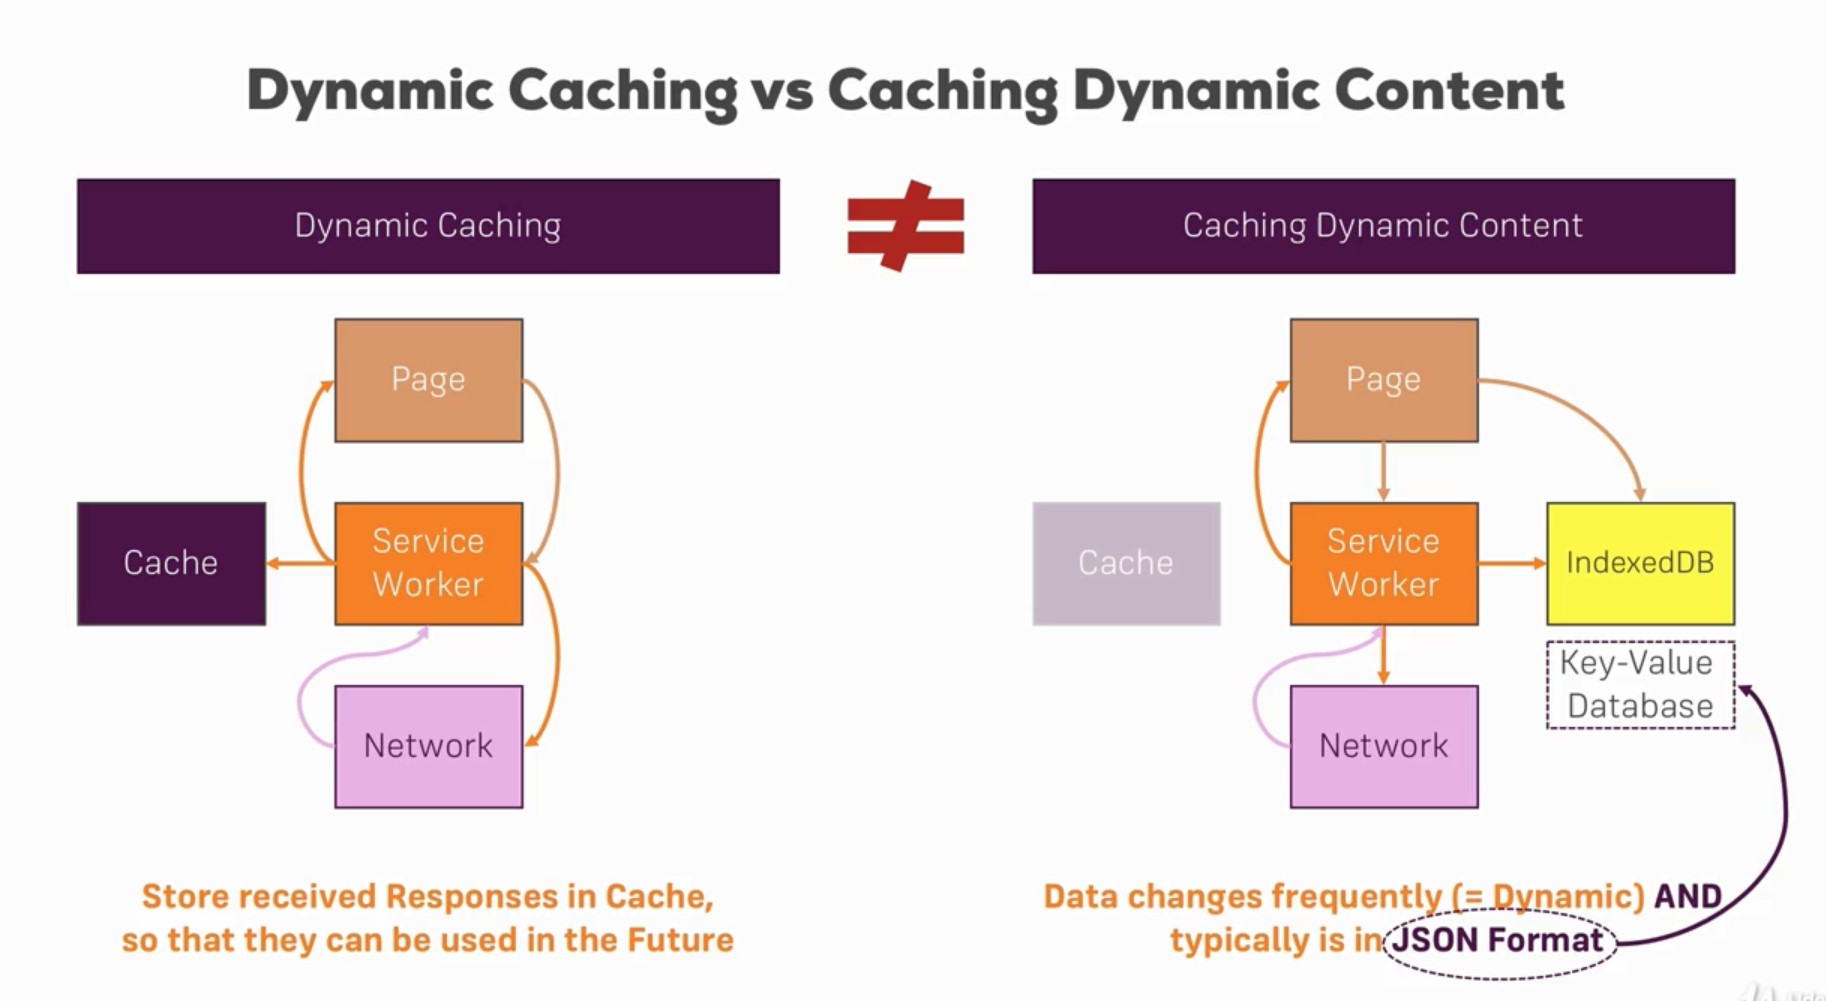 Dynamic Caching vs Caching Dynamic Content
Dynamic Caching
Page
Cache
Service
Worker
Network
Store received Responses in Cache,
so that they can be used in the Future
Caching Dynamic Content
Page
Cache
Service
Worker
IndexedDB
Key-Value
Database
Network
Data changes frequently (= Dynamic) AND
typically is in JSON Format